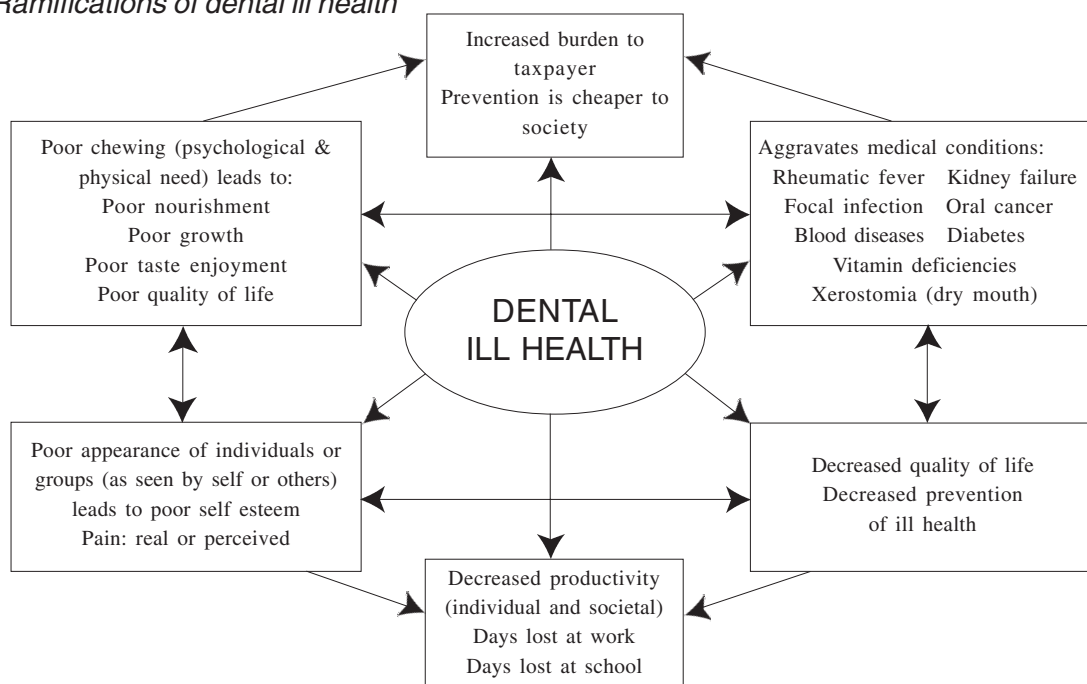 Ramifications of dental ill health
Increased burden to
taxpayer
Prevention is cheaper to
society
Poor chewing (psychological &
physical need) leads to:
Poor nourishment
Poor growth
Poor taste enjoyment
Poor quality of life
Aggravates medical conditions:
Rheumatic fever Kidney failure
Focal infection Oral cancer
Blood diseases Diabetes
Vitamin deficiencies
Xerostomia (dry mouth)
DENTAL
ILL HEALTH
Poor appearance of individuals or
groups (as seen by self or others)
leads to poor self esteem
Pain: real or perceived
Decreased quality of life
Decreased prevention
of ill health
Decreased productivity
(individual and societal)
Days lost at work
Days lost at school